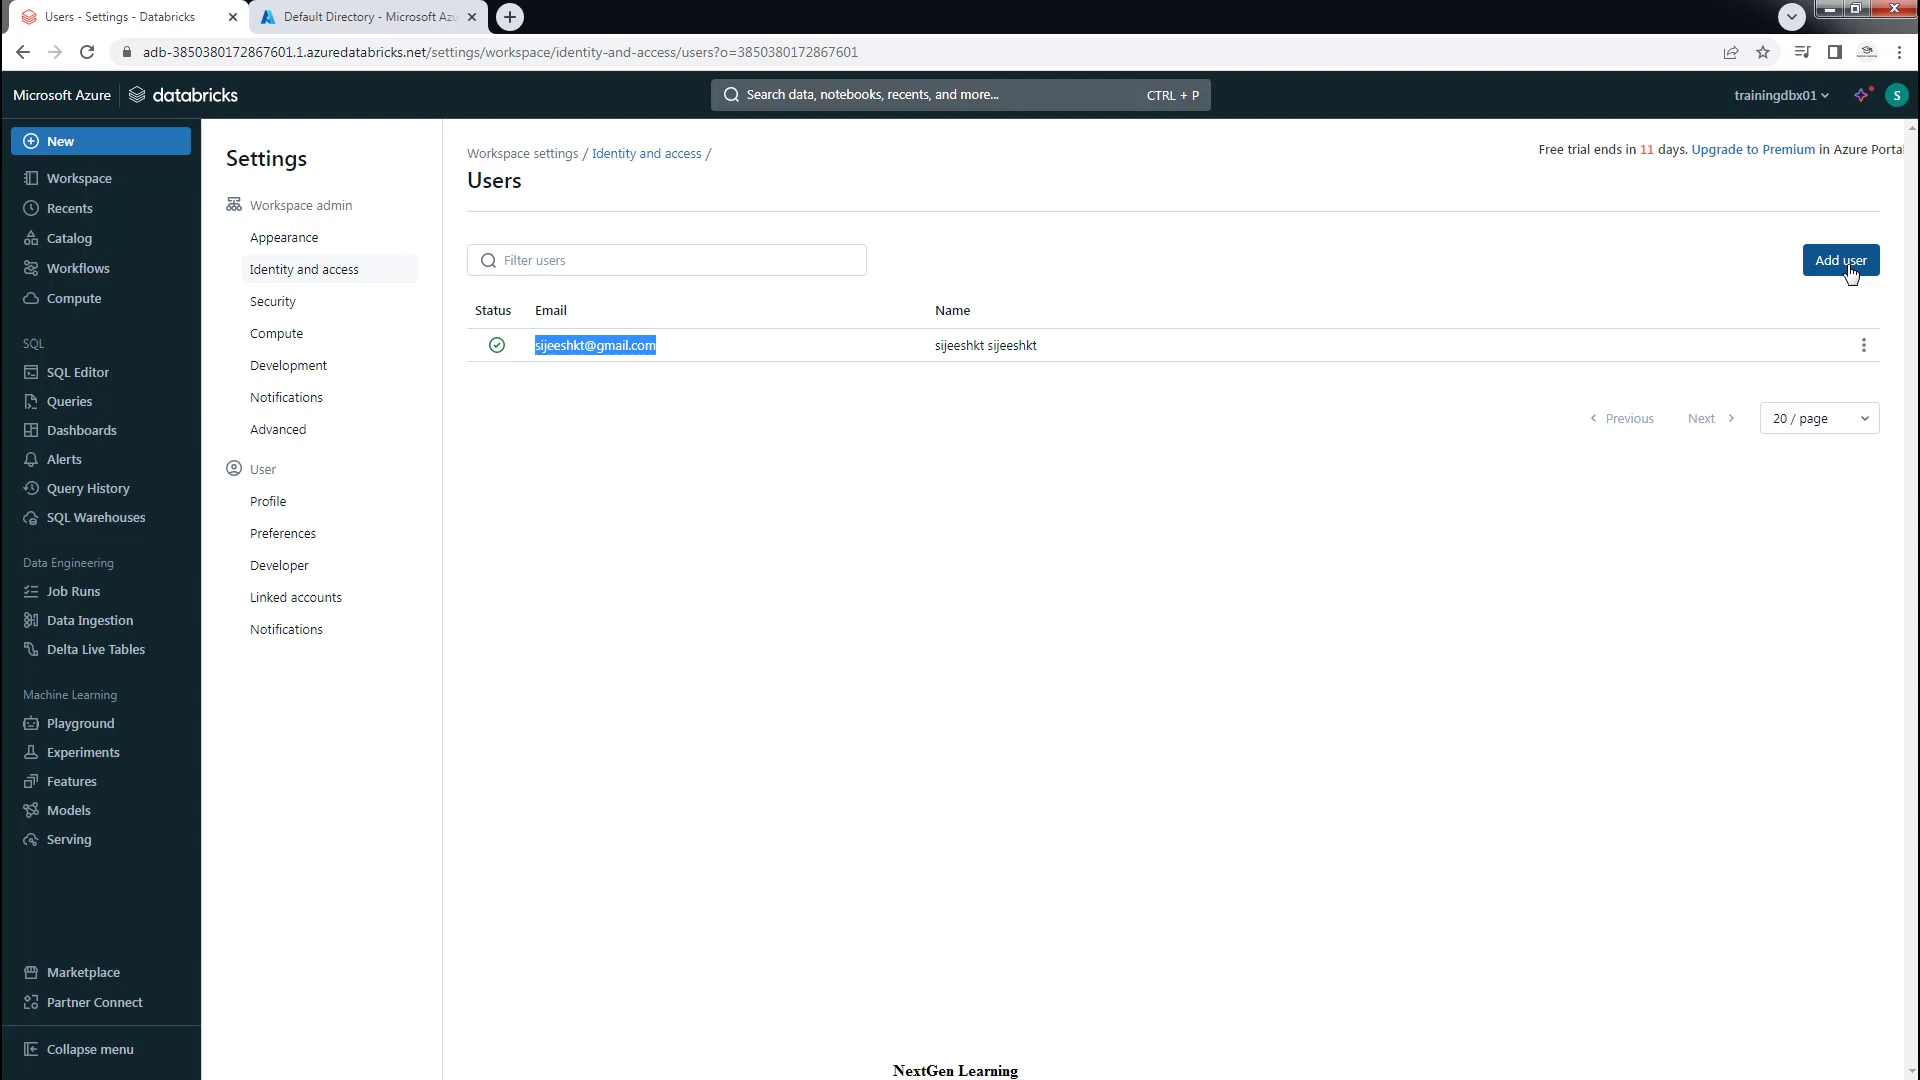 Users - Settings - Databricks
Default Directory - Microsoft Azu
adb-3850380172867601.1.azuredatabricks.net/settings/workspace/identity-and-access/users?o=3850380172867601
Microsoft Azure
databricks
Search data, notebooks, recents, and more...
CTRL + P
trainingdbx01
S
New
Workspace
Recents
Catalog
Workflows
Compute
SQL
SQL Editor
Queries
Dashboards
Alerts
Query History
SQL Warehouses
Data Engineering
Job Runs
Data Ingestion
Delta Live Tables
Machine Learning
Playground
Experiments
Features
Models
Serving
Marketplace
Partner Connect
Collapse menu
Settings
Workspace admin
Appearance
Identity and access
Security
Compute
Development
Notifications
Advanced
User
Profile
Preferences
Developer
Linked accounts
Notifications
Workspace settings / Identity and access /
Free trial ends in 11 days. Upgrade to Premium in Azure Porta
Users
Filter users
Add user
Status Email Name
sijeeshkt@gmail.com sijeeshkt sijeeshkt
Previous Next 20 / page
NextGen Learning